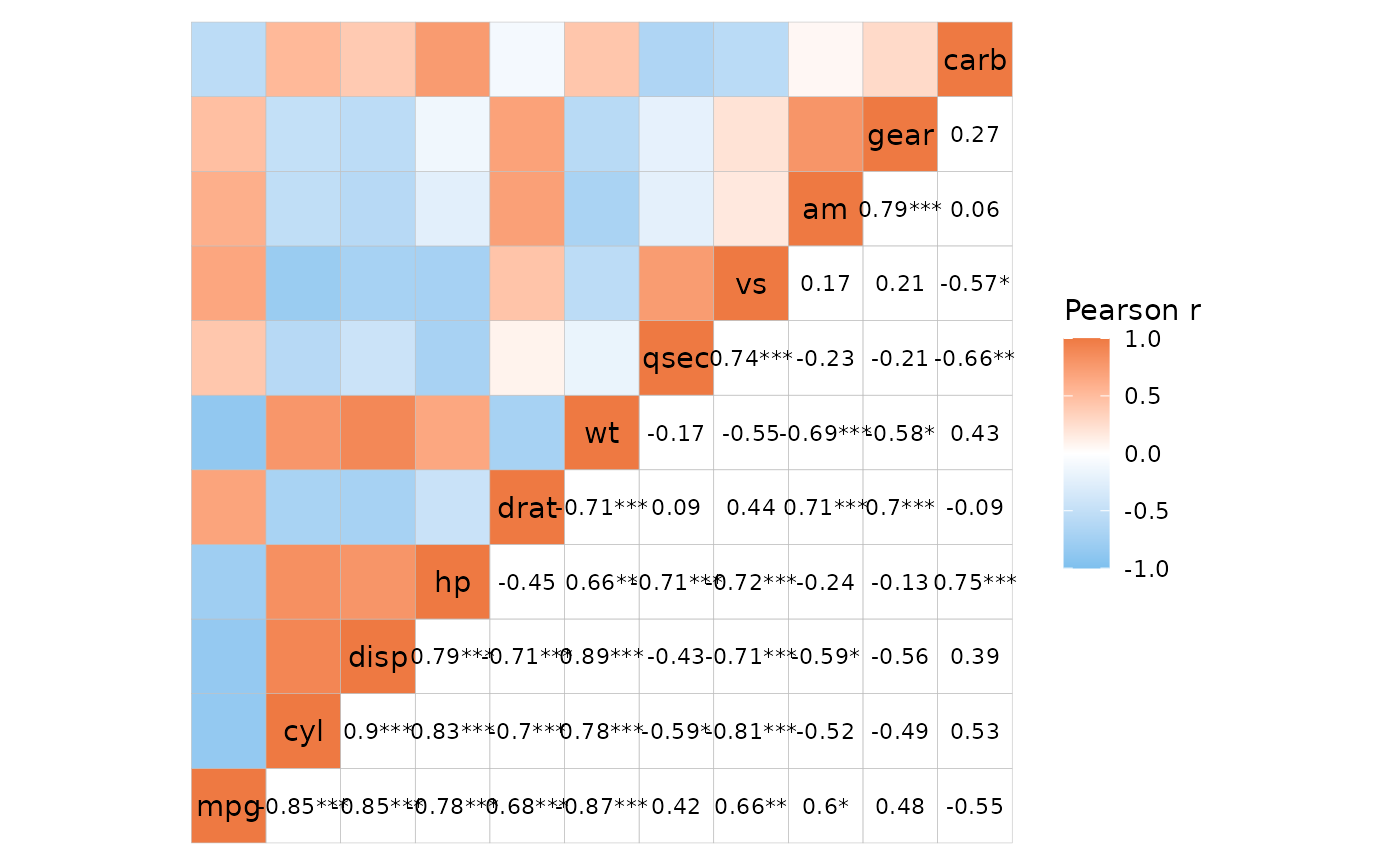 carb
gear 0.27
am 0.79*** 0.06
vs 0.17 0.21 -0.57*
Pearson r
1.0
0.5
0.0
-0.5
-1.0
qsec 0.74*** -0.23 -0.21 -0.66**
wt -0.17 -0.55 -0.69*** -0.58* 0.43
drat -0.71*** 0.09 0.44 0.71*** 0.7*** -0.09
hp -0.45 0.66** -0.71*** -0.72*** -0.24 -0.13 0.75***
disp 0.79*** -0.71*** 0.89*** -0.43 -0.71*** -0.59* -0.56 0.39
cyl 0.9*** 0.83*** -0.7*** 0.78*** -0.59* -0.81*** -0.52 -0.49 0.53
mpg -0.85*** -0.85*** -0.78*** 0.68*** -0.87*** 0.42 0.66** 0.6* 0.48 -0.55